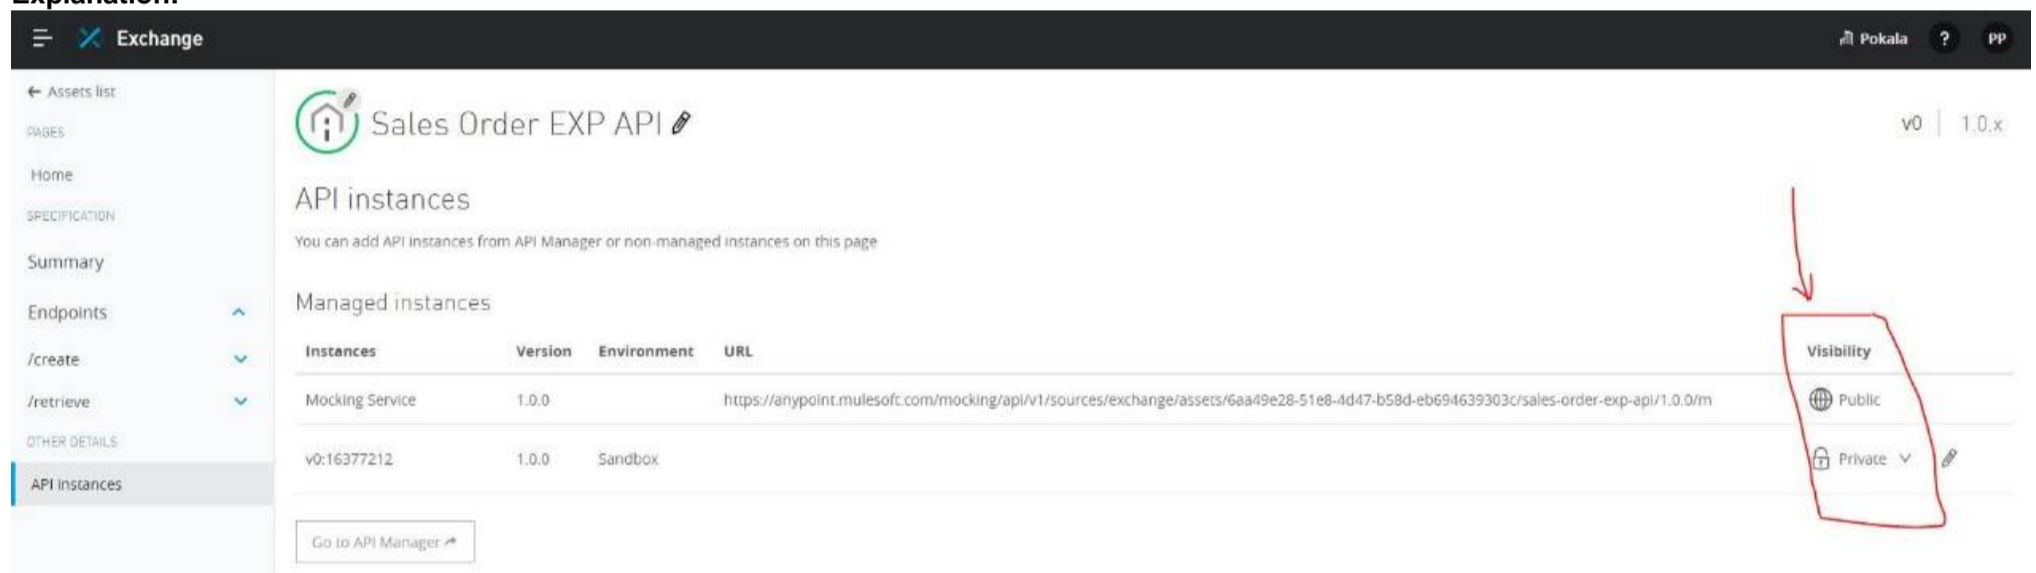 Explanation:
Exchange
Pokala ? PP
← Assets list
PAGES
Home
SPECIFICATION
Summary
Endpoints
/create
/retrieve
OTHER DETAILS
API instances
Sales Order EXP API
v0 | 1.0.x
API instances
You can add API instances from API Manager or non-managed instances on this page
Managed instances
Instances Version Environment URL Visibility
Mocking Service 1.0.0 https://anypoint.mulesoft.com/mocking/api/v1/sources/exchange/assets/6aa49e28-51e8-4d47-b58d-eb694639303c/sales-order-exp-api/1.0.0/m Public
v0:16377212 1.0.0 Sandbox Private
Go to API Manager